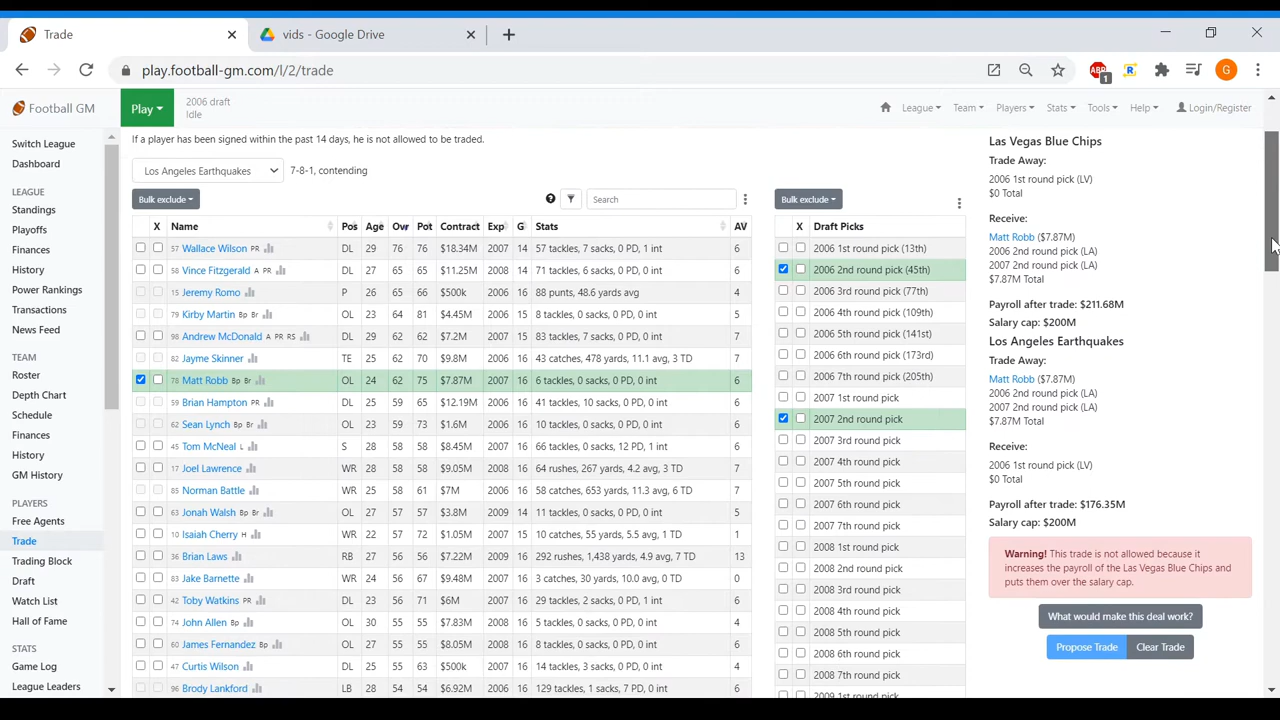 Trade
vids - Google Drive
play.football-gm.com/l/2/trade
1
G
Football GM
Play
2006 draft
Idle
League
Team
Players
Stats
Tools
Help
Login/Register
Switch League
Dashboard
LEAGUE
Standings
Playoffs
Finances
History
Power Rankings
Transactions
News Feed
TEAM
Roster
Depth Chart
Schedule
Finances
History
GM History
PLAYERS
Free Agents
Trade
Trading Block
Draft
Watch List
Hall of Fame
STATS
Game Log
League Leaders
If a player has been signed within the past 14 days, he is not allowed to be traded.
Los Angeles Earthquakes 7-8-1, contending
Bulk exclude
Search
X Name Pos Age Ovr Pot Contract Exp G Stats AV
57 Wallace Wilson PR DL 29 76 76 $18.34M 2007 14 57 tackles, 7 sacks, 0 PD, 1 int 6
58 Vince Fitzgerald A PR DL 27 65 65 $11.25M 2008 14 71 tackles, 6 sacks, 0 PD, 0 int 6
15 Jeremy Romo P 26 65 66 $500k 2006 16 88 punts, 48.6 yards avg 4
79 Kirby Martin Bp Br OL 23 64 81 $4.45M 2006 15 8 tackles, 0 sacks, 0 PD, 0 int 5
98 Andrew McDonald A PR RS DL 27 62 62 $7.2M 2007 15 83 tackles, 6 sacks, 0 PD, 0 int 7
82 Jayme Skinner TE 25 62 70 $9.8M 2006 16 43 catches, 478 yards, 11.1 avg, 3 TD 7
78 Matt Robb Bp Br OL 24 62 75 $7.87M 2007 16 6 tackles, 0 sacks, 0 PD, 0 int 6
59 Brian Hampton PR DL 25 59 65 $12.19M 2006 16 41 tackles, 10 sacks, 0 PD, 0 int 6
62 Sean Lynch Bp Br OL 24 59 73 $1.6M 2006 16 2 tackles, 0 sacks, 0 PD, 0 int 6
45 Tom McNeal L S 28 58 58 $8.45M 2007 16 66 tackles, 0 sacks, 12 PD, 1 int 6
17 Joel Lawrence WR 28 58 58 $9.05M 2008 16 64 rushes, 267 yards, 4.2 avg, 3 TD 7
85 Norman Battle WR 25 58 61 $7M 2006 16 58 catches, 653 yards, 11.3 avg, 6 TD 7
63 Jonah Walsh Bp Br OL 27 57 58 $3.8M 2009 14 2 tackles, 0 sacks, 0 PD, 0 int 5
10 Isaiah Cherry H WR 22 57 72 $1.05M 2007 15 10 catches, 55 yards, 5.5 avg, 1 TD 1
36 Brian Laws RB 27 56 56 $7.22M 2009 16 292 rushes, 1,438 yards, 4.9 avg, 7 TD 13
83 Jake Barnette WR 24 56 67 $9.48M 2006 16 3 catches, 30 yards, 10.0 avg, 0 TD 0
42 Toby Watkins PR DL 23 56 71 $6M 2007 16 29 tackles, 2 sacks, 0 PD, 0 int 6
74 John Allen Bp OL 30 55 55 $7.83M 2008 16 5 tackles, 0 sacks, 0 PD, 0 int 4
60 James Fernandez Bp OL 29 55 55 $8.05M 2008 16 8 tackles, 0 sacks, 0 PD, 0 int 6
47 Curtis Wilson DL 25 55 63 $500k 2006 16 14 tackles, 3 sacks, 0 PD, 0 int 4
96 Brody Lankford LB 28 54 54 $6.92M 2006 16 129 tackles, 1 sacks, 7 PD, 0 int 6
Bulk exclude
X Draft Picks
2006 1st round pick (13th)
2006 2nd round pick (45th)
2006 3rd round pick (77th)
2006 4th round pick (109th)
2006 5th round pick (141st)
2006 6th round pick (173rd)
2006 7th round pick (205th)
2007 1st round pick
2007 2nd round pick
2007 3rd round pick
2007 4th round pick
2007 5th round pick
2007 6th round pick
2007 7th round pick
2008 1st round pick
2008 2nd round pick
2008 3rd round pick
2008 4th round pick
2008 5th round pick
2008 6th round pick
2008 7th round pick
2009 1st round pick
Las Vegas Blue Chips
Trade Away:
2006 1st round pick (LV)
$0 Total
Receive:
Matt Robb ($7.87M)
2006 2nd round pick (LA)
2007 2nd round pick (LA)
$7.87M Total
Payroll after trade: $211.68M
Salary cap: $200M
Los Angeles Earthquakes
Trade Away:
Matt Robb ($7.87M)
2006 2nd round pick (LA)
2007 2nd round pick (LA)
$7.87M Total
Receive:
2006 1st round pick (LV)
$0 Total
Payroll after trade: $176.35M
Salary cap: $200M
Warning! This trade is not allowed because it
increases the payroll of the Las Vegas Blue Chips and
puts them over the salary cap.
What would make this deal work?
Propose Trade Clear Trade